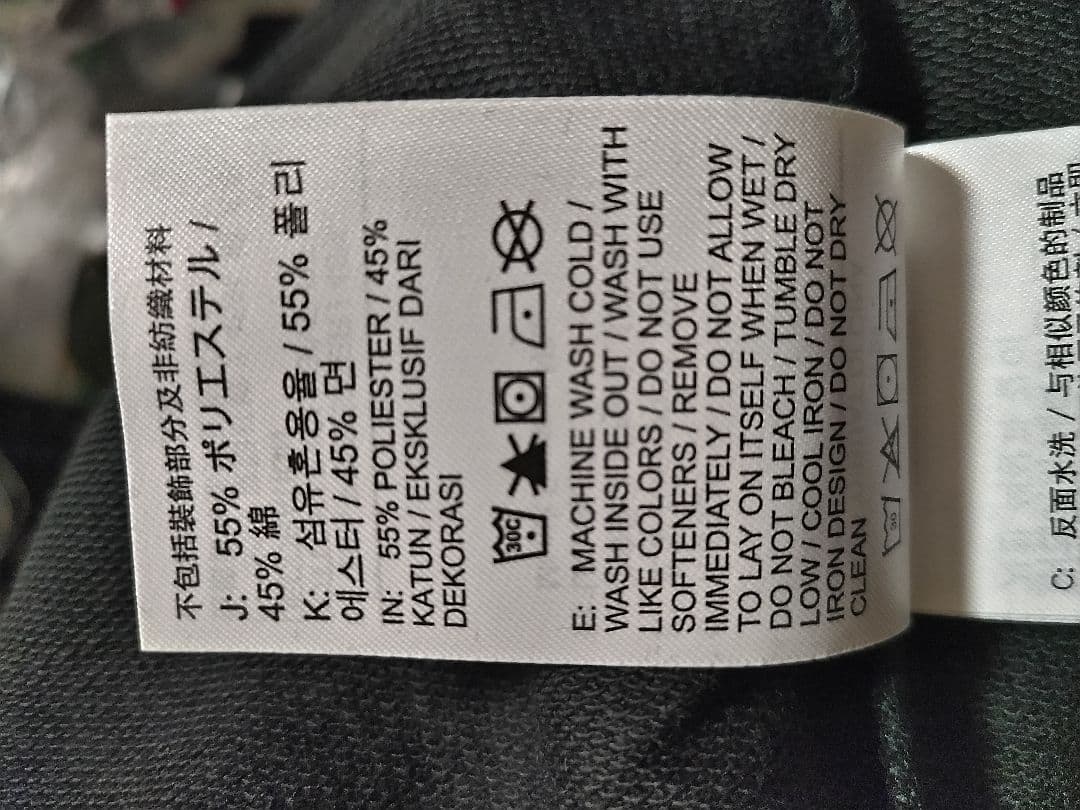 不包括裝飾部分及非紡織材料
J: 55% ポリエステル /
45% 綿
K: 섬유혼용율 / 55% 폴리
에스터 / 45% 면
IN: 55% POLIESTER / 45%
KATUN / EKSKLUSIF DARI
DEKORASI
30C
E: MACHINE WASH COLD /
WASH INSIDE OUT / WASH WITH
LIKE COLORS / DO NOT USE
SOFTENERS / REMOVE
IMMEDIATELY / DO NOT ALLOW
TO LAY ON ITSELF WHEN WET /
DO NOT BLEACH / TUMBLE DRY
LOW / COOL IRON / DO NOT
IRON DESIGN / DO NOT DRY
CLEAN
30
C: 反面水洗 / 与相似颜色的制品